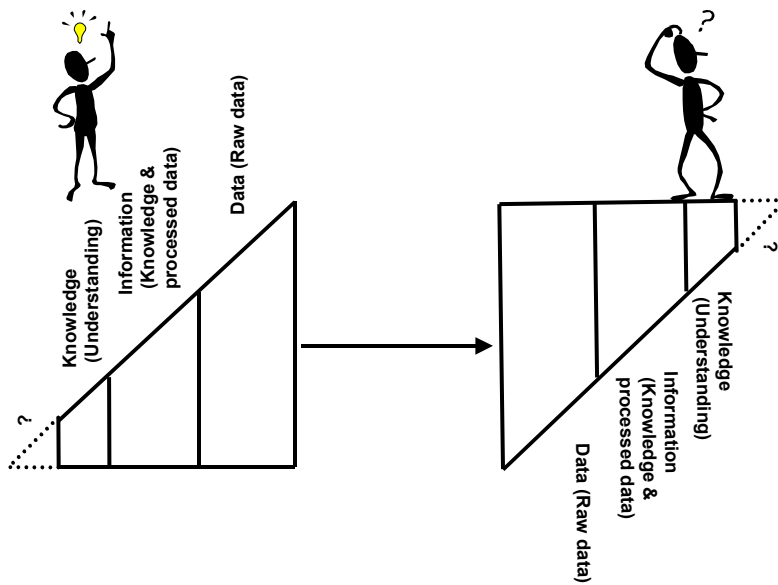 ?
Knowledge
(Understanding)
Information
(Knowledge &
processed data)
Data (Raw data)
?
?
Knowledge
(Understanding)
Information
(Knowledge &
processed data)
Data (Raw data)